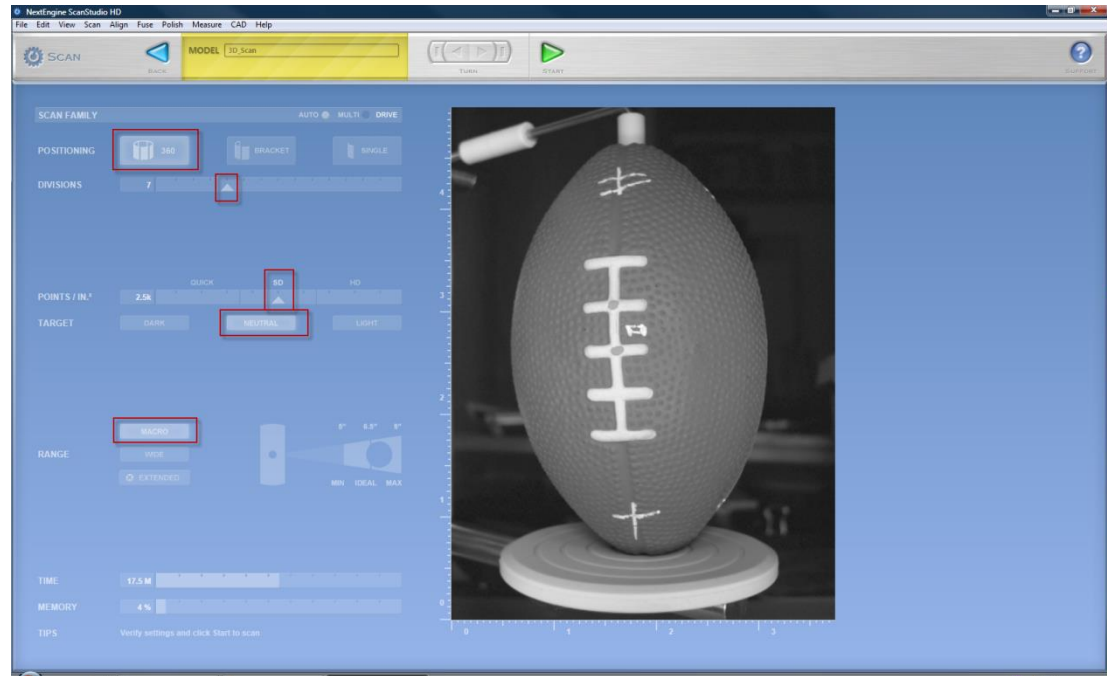 NextEngine ScanStudio HD
File Edit View Scan Align Fuse Polish Measure CAD Help
SCAN
BACK
MODEL 3D_Scan
TURN
START
SUPPORT
SCAN FAMILY AUTO MULTI DRIVE
POSITIONING 360 BRACKET SINGLE
DIVISIONS 7
QUICK SD HD
POINTS / IN.² 2.5k
TARGET DARK NEUTRAL LIGHT
MACRO
5" 6.5" 9"
RANGE WIDE
EXTENDED
MIN IDEAL MAX
TIME 17.5 M
MEMORY 4 %
TIPS Verify settings and click Start to scan
4
3
2
1
0
0 1 2 3